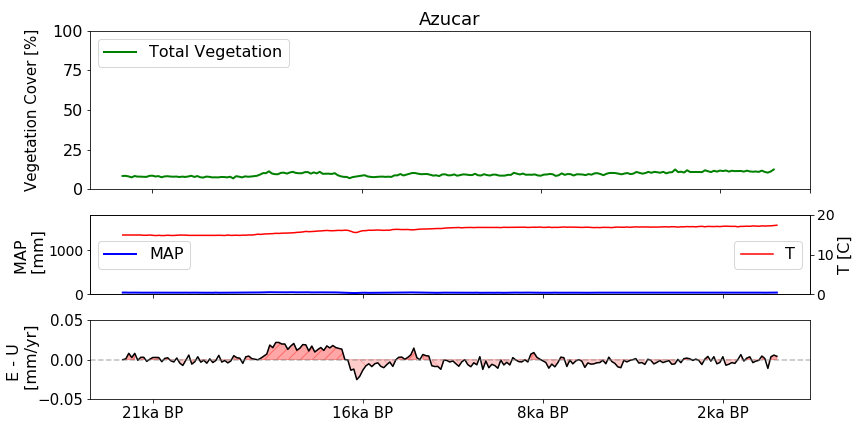 Azucar
Vegetation Cover [%]
100
75
50
25
0
Total Vegetation
MAP
[mm]
1000
0
MAP
T
20
10
0
T [C]
E - U
[mm/yr]
0.05
0.00
−0.05
21ka BP
16ka BP
8ka BP
2ka BP